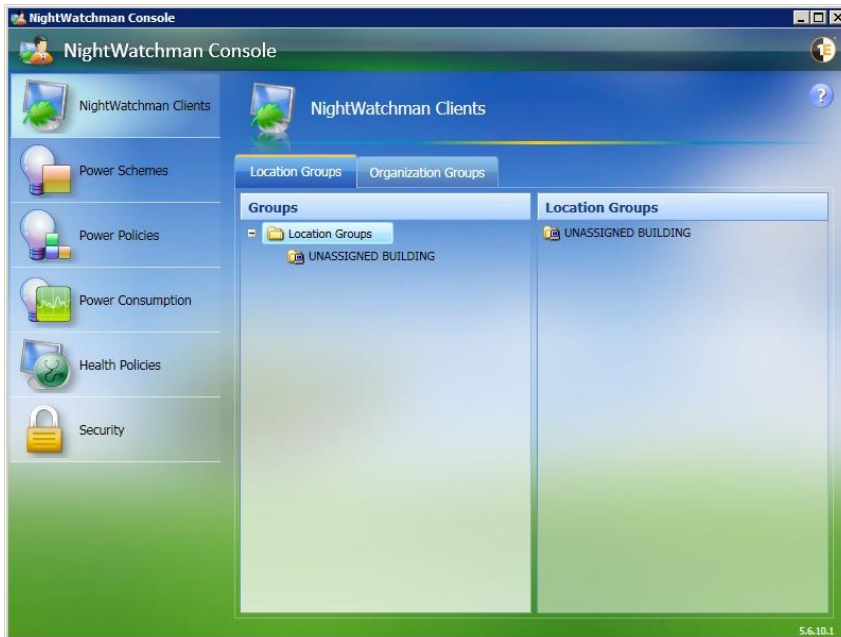 NightWatchman Console
NightWatchman Console
1E
NightWatchman Clients
Power Schemes
Power Policies
Power Consumption
Health Policies
Security
NightWatchman Clients
?
Location Groups
Organization Groups
Groups
Location Groups
UNASSIGNED BUILDING
Location Groups
UNASSIGNED BUILDING
5.6.10.1